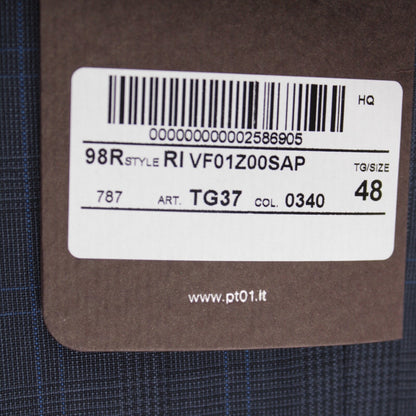 HQ
000000000002586905
98R STYLE RI VF01Z00SAP TG/SIZE
787 ART. TG37 COL. 0340 48
www.pt01.it